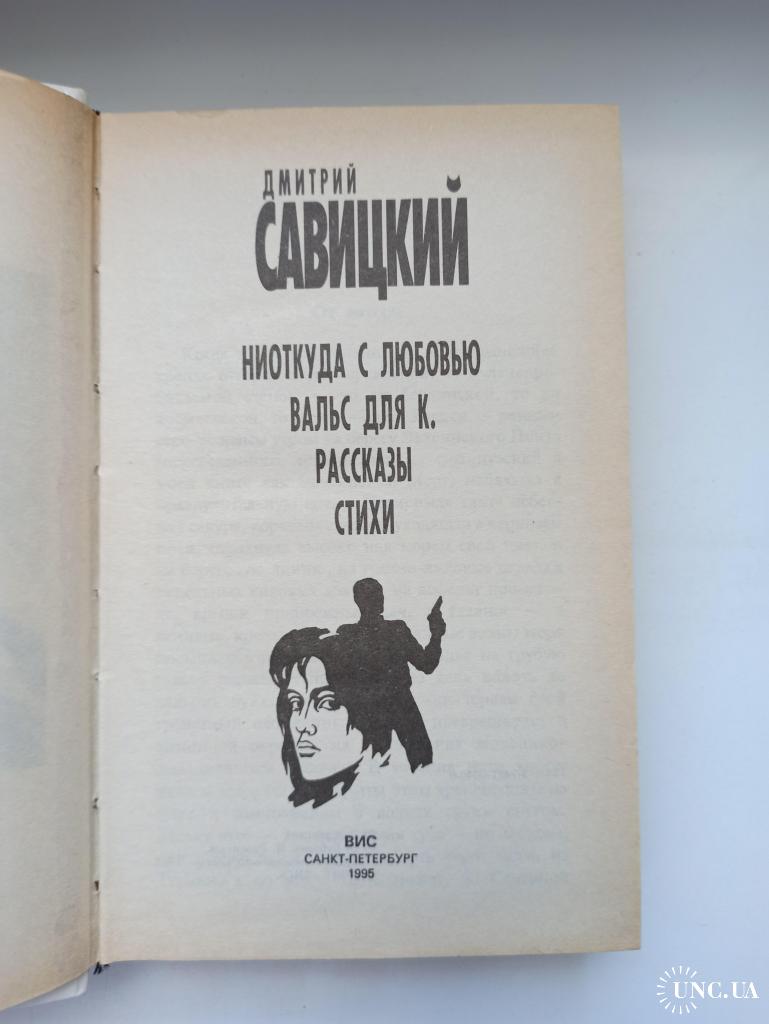 ДМИТРИЙ
САВИЦКИЙ
НИОТКУДА С ЛЮБОВЬЮ
ВАЛЬС ДЛЯ К.
РАССКАЗЫ
СТИХИ
ВИС
САНКТ-ПЕТЕРБУРГ
1995
UNC.UA